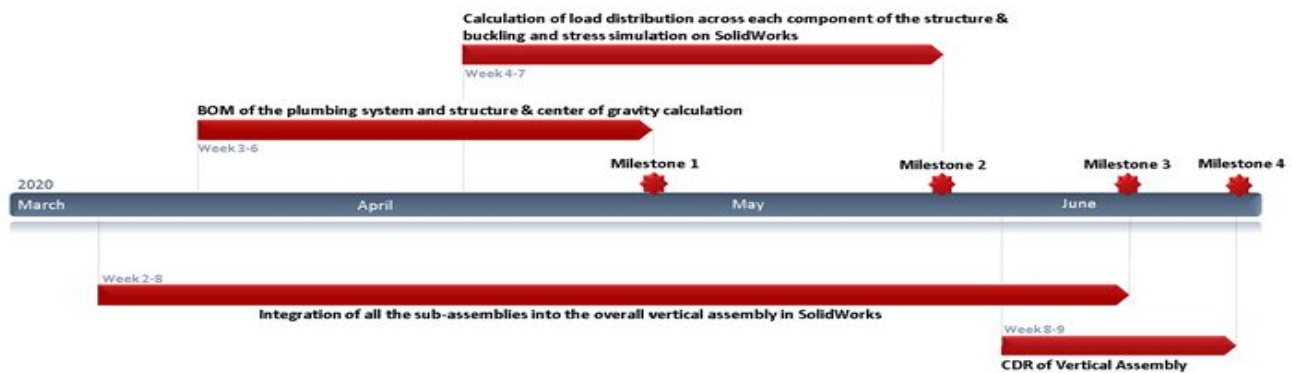 Calculation of load distribution across each component of the structure &
buckling and stress simulation on SolidWorks
Week 4-7
BOM of the plumbing system and structure & center of gravity calculation
Week 3-6
Milestone 1
Milestone 2
Milestone 3
Milestone 4
2020
March
April
May
June
Week 2-8
Integration of all the sub-assemblies into the overall vertical assembly in SolidWorks
Week 8-9
CDR of Vertical Assembly